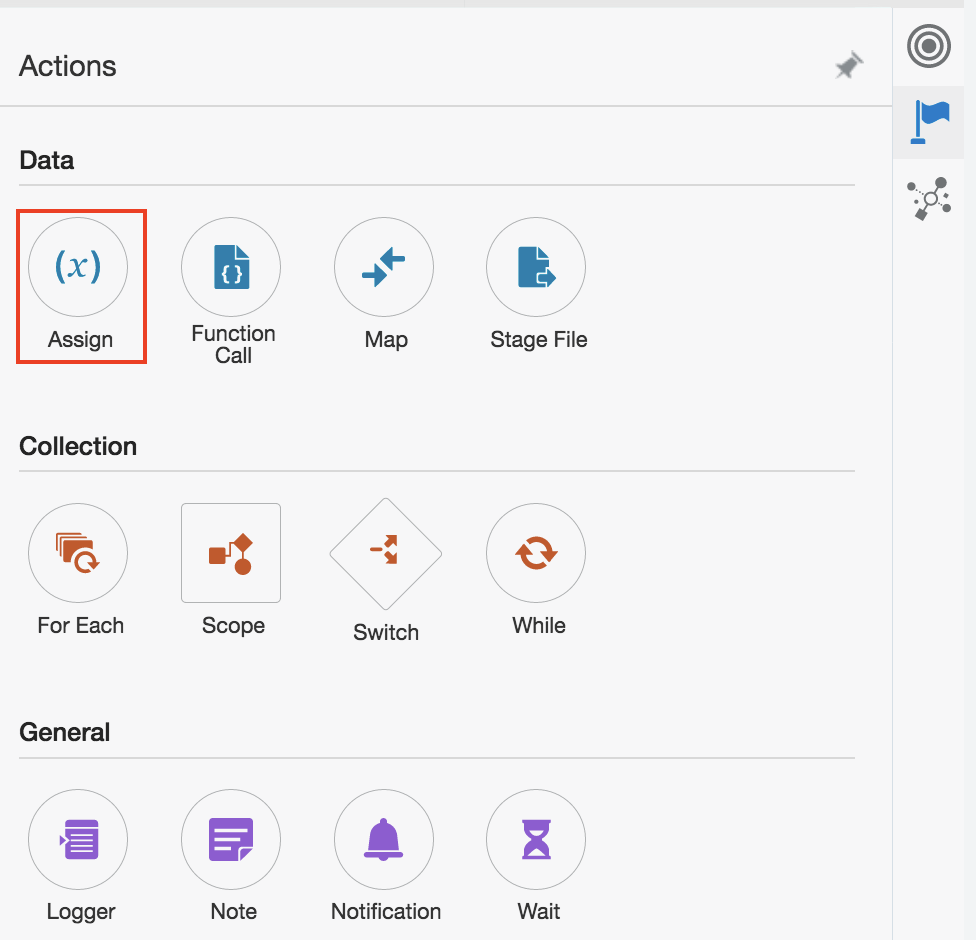 Actions
Data
(x)
{ }
Assign
Function
Call
Map
Stage File
Collection
For Each
Scope
Switch
While
General
Logger
Note
Notification
Wait